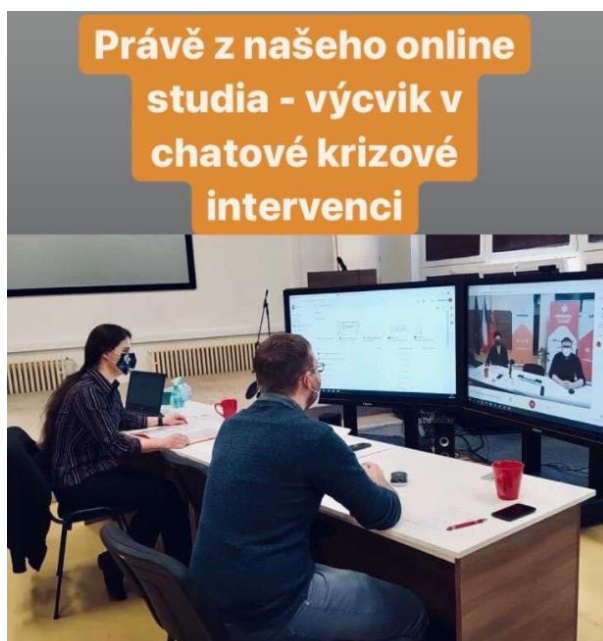 Právě z našeho online
studia - výcvik v
chatové krizové
intervenci